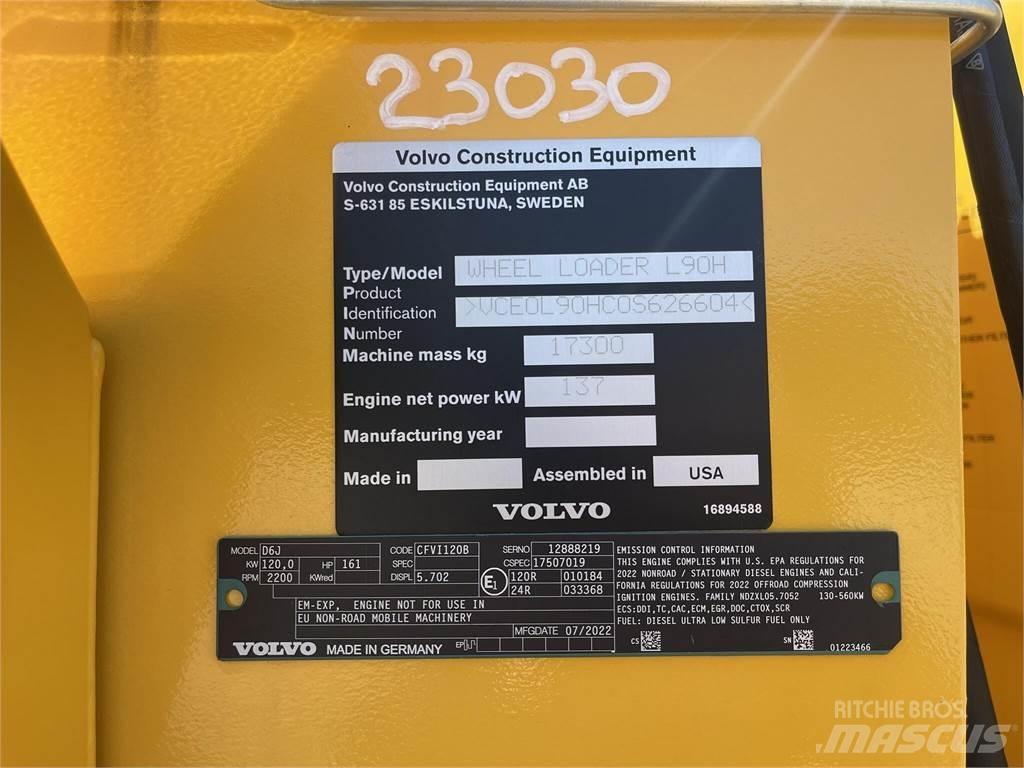 23030
Volvo Construction Equipment
Volvo Construction Equipment AB
S-631 85 ESKILSTUNA, SWEDEN
Type/Model WHEEL LOADER L90H
Product
Identification >VCE0L90HC0S626604<
Number
Machine mass kg 17300
Engine net power kW 137
Manufacturing year
Made in Assembled in USA
VOLVO 16894588
MODEL D6J CODE CFVI120B SERNO 12888219
KW 120,0 HP 161 SPEC CSPEC 17507019
RPM 2200 KWred DISPL 5.702 E1 120R 010184
24R 033368
EM-EXP, ENGINE NOT FOR USE IN
EU NON-ROAD MOBILE MACHINERY
MFGDATE 07/2022
VOLVO MADE IN GERMANY EP
EMISSION CONTROL INFORMATION
THIS ENGINE COMPLIES WITH U.S. EPA REGULATIONS FOR
2022 NONROAD / STATIONARY DIESEL ENGINES AND CALI-
FORNIA REGULATIONS FOR 2022 OFFROAD COMPRESSION
IGNITION ENGINES. FAMILY NDZXL05.7052 130-560KW
ECS:DDI,TC,CAC,ECM,EGR,DOC,CTOX,SCR
FUEL: DIESEL ULTRA LOW SULFUR FUEL ONLY
CS SN 01223466
RITCHIE BROS.
MASCUS